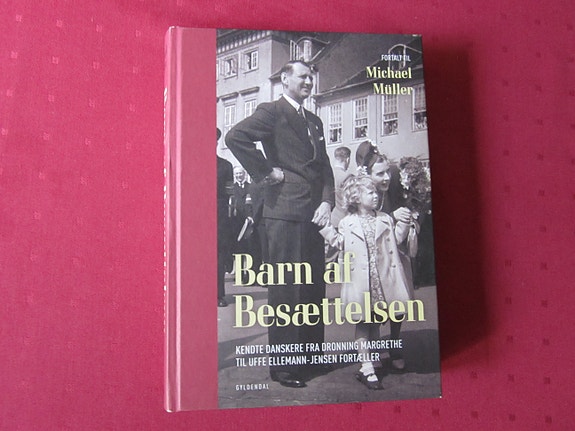 FORTALT TIL
Michael
Müller
Barn af
Besættelsen
KENDTE DANSKERE FRA DRONNING MARGRETHE
TIL UFFE ELLEMANN-JENSEN FORTÆLLER
GYLDENDAL